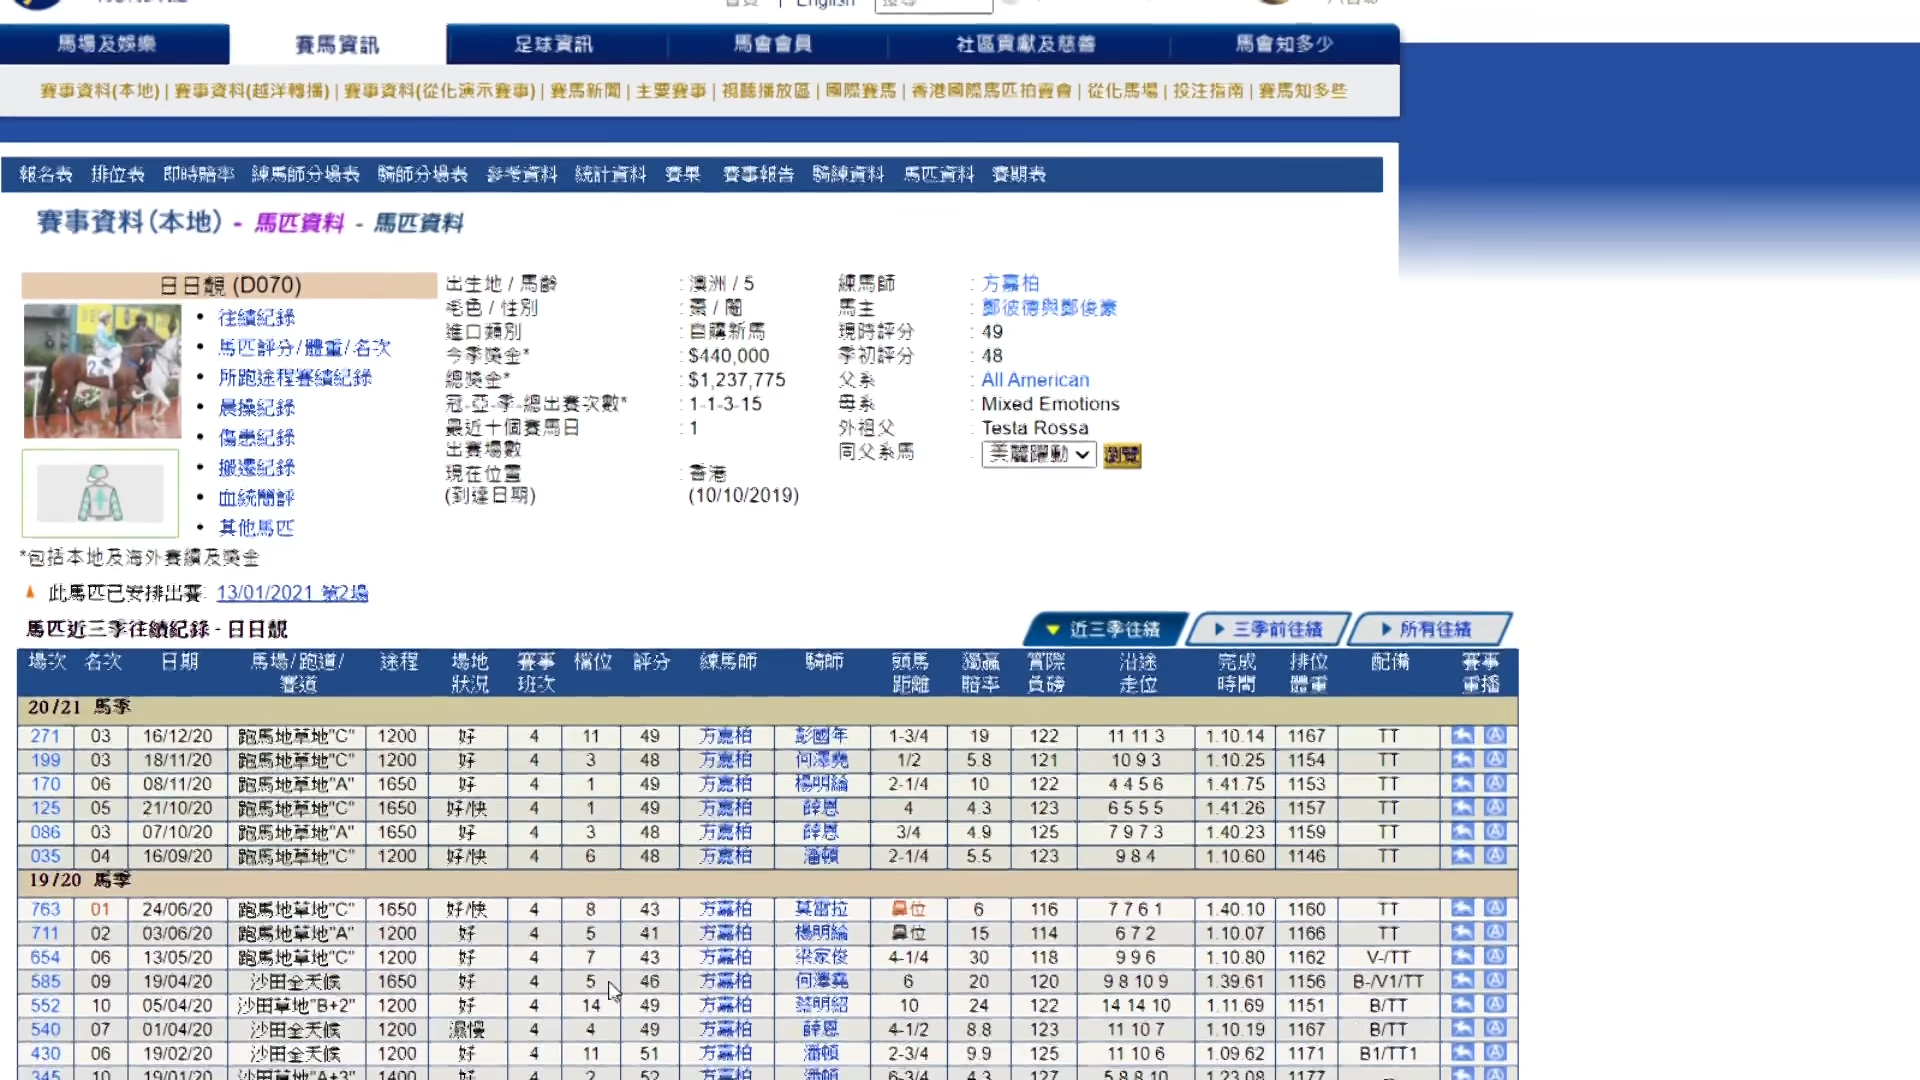 English
馬場及娛樂 賽馬資訊 足球資訊 馬會會員 社區貢獻及慈善 馬會知多少
賽事資料(本地) | 賽事資料(越洋轉播) | 賽事資料(從化演示賽事) | 賽馬新聞 | 主要賽事 | 視聽播放區 | 國際賽馬 | 香港國際馬匹拍賣會 | 從化馬場 | 投注指南 | 賽馬知多些
報名表 排位表 即時賠率 練馬師分場表 騎師分場表 參考資料 統計資料 賽果 賽事報告 騎練資料 馬匹資料 賽期表
賽事資料(本地) - 馬匹資料 - 馬匹資料
日日靚 (D070)
往績紀錄
馬匹評分/體重/名次
所跑途程賽績紀錄
晨操紀錄
傷患紀錄
搬遷紀錄
血統簡評
其他馬匹
出生地 / 馬齡 : 澳洲 / 5
毛色 / 性別 : 棗 / 閹
進口類別 : 自購新馬
今季獎金* : $440,000
總獎金* : $1,237,775
冠-亞-季-總出賽次數* : 1-1-3-15
最近十個賽馬日 : 1
出賽場數
現在位置 : 香港
(到達日期) (10/10/2019)
練馬師 : 方嘉柏
馬主 : 鄭彼德與鄭俊豪
現時評分 : 49
季初評分 : 48
父系 : All American
母系 : Mixed Emotions
外祖父 : Testa Rossa
同父系馬 : 美麗躍動 瀏覽
*包括本地及海外賽績及獎金
此馬匹已安排出賽: 13/01/2021 第2場
馬匹近三季往績紀錄 - 日日靚
近三季往績 三季前往績 所有往績
場次 名次 日期 馬場/跑道/賽道 途程 場地狀況 賽事班次 檔位 評分 練馬師 騎師 頭馬距離 獨贏賠率 實際負磅 沿途走位 完成時間 排位體重 配備 賽事重播
20/21 馬季
271 03 16/12/20 跑馬地草地"C" 1200 好 4 11 49 方嘉柏 彭國年 1-3/4 19 122 11 11 3 1.10.14 1167 TT
199 03 18/11/20 跑馬地草地"C" 1200 好 4 3 48 方嘉柏 何澤堯 1/2 5.8 121 10 9 3 1.10.25 1154 TT
170 06 08/11/20 跑馬地草地"A" 1650 好 4 1 49 方嘉柏 楊明綸 2-1/4 10 122 4 4 5 6 1.41.75 1153 TT
125 05 21/10/20 跑馬地草地"C" 1650 好/快 4 1 49 方嘉柏 薛恩 4 4.3 123 6 5 5 5 1.41.26 1157 TT
086 03 07/10/20 跑馬地草地"A" 1650 好 4 3 48 方嘉柏 薛恩 3/4 4.9 125 7 9 7 3 1.40.23 1159 TT
035 04 16/09/20 跑馬地草地"C" 1200 好/快 4 6 48 方嘉柏 潘頓 2-1/4 5.5 123 9 8 4 1.10.60 1146 TT
19/20 馬季
763 01 24/06/20 跑馬地草地"C" 1650 好/快 4 8 43 方嘉柏 莫雷拉 鼻位 6 116 7 7 6 1 1.40.10 1160 TT
711 02 03/06/20 跑馬地草地"A" 1200 好 4 5 41 方嘉柏 楊明綸 鼻位 15 114 6 7 2 1.10.07 1166 TT
654 06 13/05/20 跑馬地草地"C" 1200 好 4 7 43 方嘉柏 梁家俊 4-1/4 30 118 9 9 6 1.10.80 1162 V-/TT
585 09 19/04/20 沙田全天候 1650 好 4 5 46 方嘉柏 何澤堯 6 20 120 9 8 10 9 1.39.61 1156 B-/V1/TT
552 10 05/04/20 沙田草地"B+2" 1200 好 4 14 49 方嘉柏 蔡明紹 10 24 122 14 14 10 1.11.69 1151 B/TT
540 07 01/04/20 沙田全天候 1200 濕慢 4 4 49 方嘉柏 薛恩 4-1/2 8.8 123 11 10 7 1.10.19 1167 B/TT
430 06 19/02/20 沙田全天候 1200 好 4 11 51 方嘉柏 潘頓 2-3/4 9.9 125 11 10 6 1.09.62 1171 B1/TT1
345 10 19/01/20 沙田草地"A+3" 1400 好 4 2 52 方嘉柏 潘頓 6-3/4 4.3 127 5 8 8 10 1.23.08 1177 -